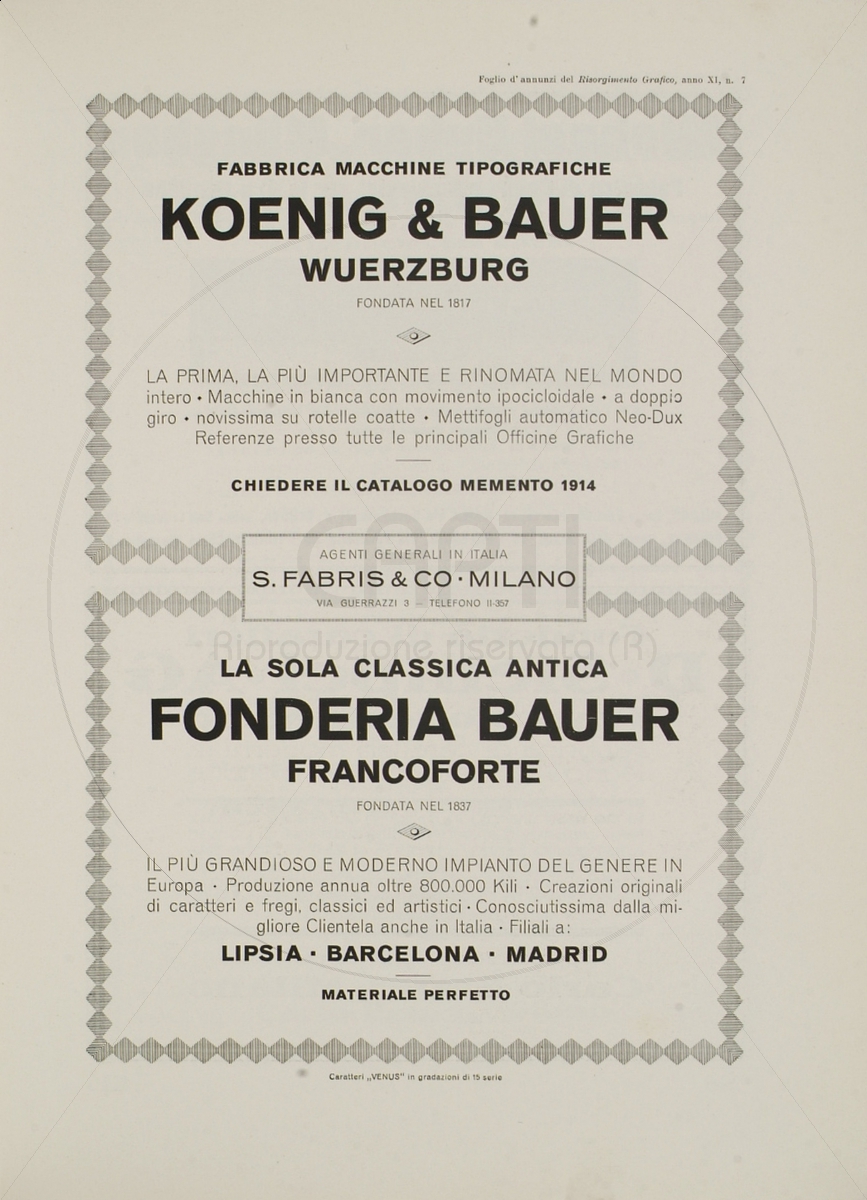 Foglio d'annunzi del Risorgimento Grafico, anno XI, n. 7
FABBRICA MACCHINE TIPOGRAFICHE
KOENIG & BAUER
WUERZBURG
FONDATA NEL 1817
LA PRIMA, LA PIÙ IMPORTANTE E RINOMATA NEL MONDO
intero • Macchine in bianca con movimento ipocicloidale • a doppio
giro • novissima su rotelle coatte • Mettifogli automatico Neo-Dux
Referenze presso tutte le principali Officine Grafiche
CHIEDERE IL CATALOGO MEMENTO 1914
AGENTI GENERALI IN ITALIA
S. FABRIS & CO · MILANO
VIA GUERRAZZI 3 — TELEFONO 11-357
CAPTI
Riproduzione riservata (R)
LA SOLA CLASSICA ANTICA
FONDERIA BAUER
FRANCOFORTE
FONDATA NEL 1837
IL PIÙ GRANDIOSO E MODERNO IMPIANTO DEL GENERE IN
Europa · Produzione annua oltre 800.000 Kili · Creazioni originali
di caratteri e fregi, classici ed artistici · Conosciutissima dalla mi-
gliore Clientela anche in Italia · Filiali a:
LIPSIA · BARCELONA · MADRID
MATERIALE PERFETTO
Caratteri „VENUS" in gradazioni di 15 serie